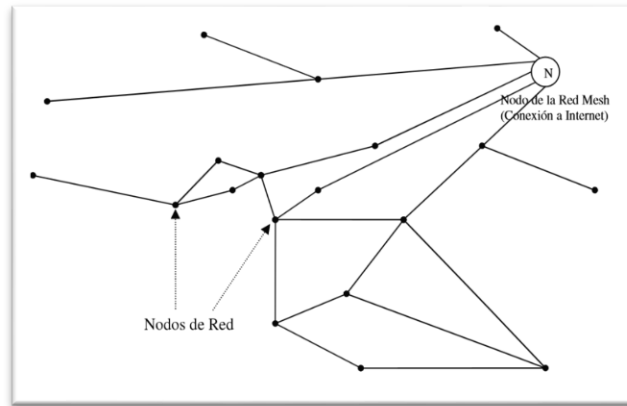 N
Nodo de la Red Mesh
(Conexión a Internet)
Nodos de Red